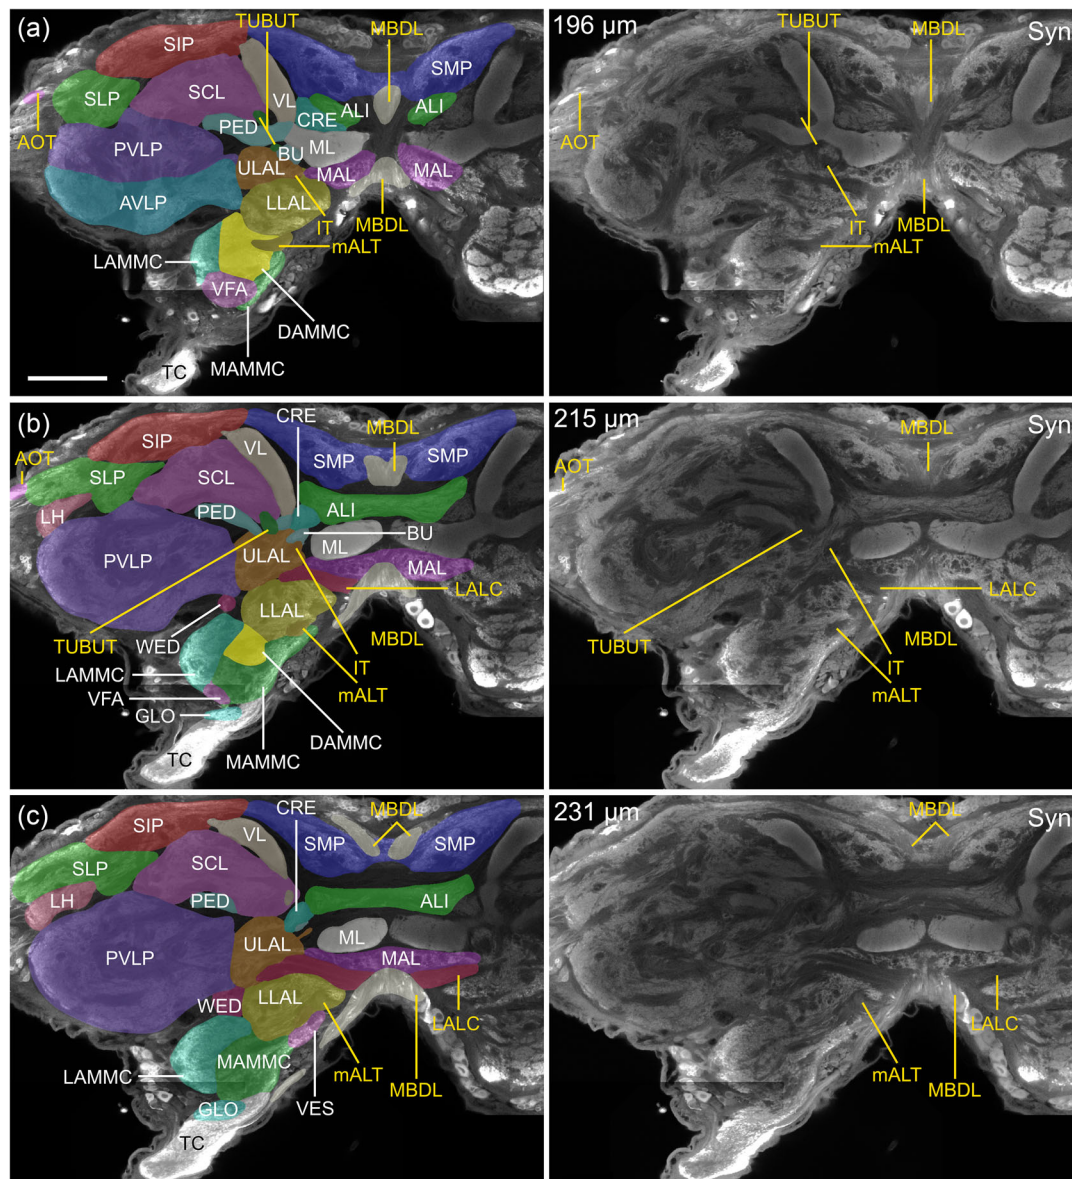 (a)
TUBUT
MBDL
SIP
SMP
SLP
SCL
VL
ALI
ALI
AOT
PED
CRE
PVLP
BU
ML
ULAL
MAL
MAL
AVLP
LLAL
IT
MBDL
mALT
LAMMC
VFA
DAMMC
MAMMC
TC
196 µm
TUBUT
MBDL
Syn
AOT
IT
MBDL
mALT
(b)
CRE
MBDL
SIP
VL
SMP
SMP
AOT
SLP
SCL
LH
PED
ALI
BU
PVLP
ULAL
ML
MAL
LALC
LLAL
TUBUT
WED
MBDL
IT
LAMMC
mALT
VFA
GLO
DAMMC
MAMMC
TC
215 µm
MBDL
Syn
AOT
LALC
TUBUT
MBDL
IT
mALT
(c)
CRE
MBDL
SIP
VL
SMP
SMP
SLP
SCL
LH
PED
ALI
PVLP
ULAL
ML
MAL
WED
LLAL
LALC
MAMMC
LAMMC
mALT
MBDL
GLO
VES
TC
231 µm
MBDL
Syn
LALC
mALT
MBDL